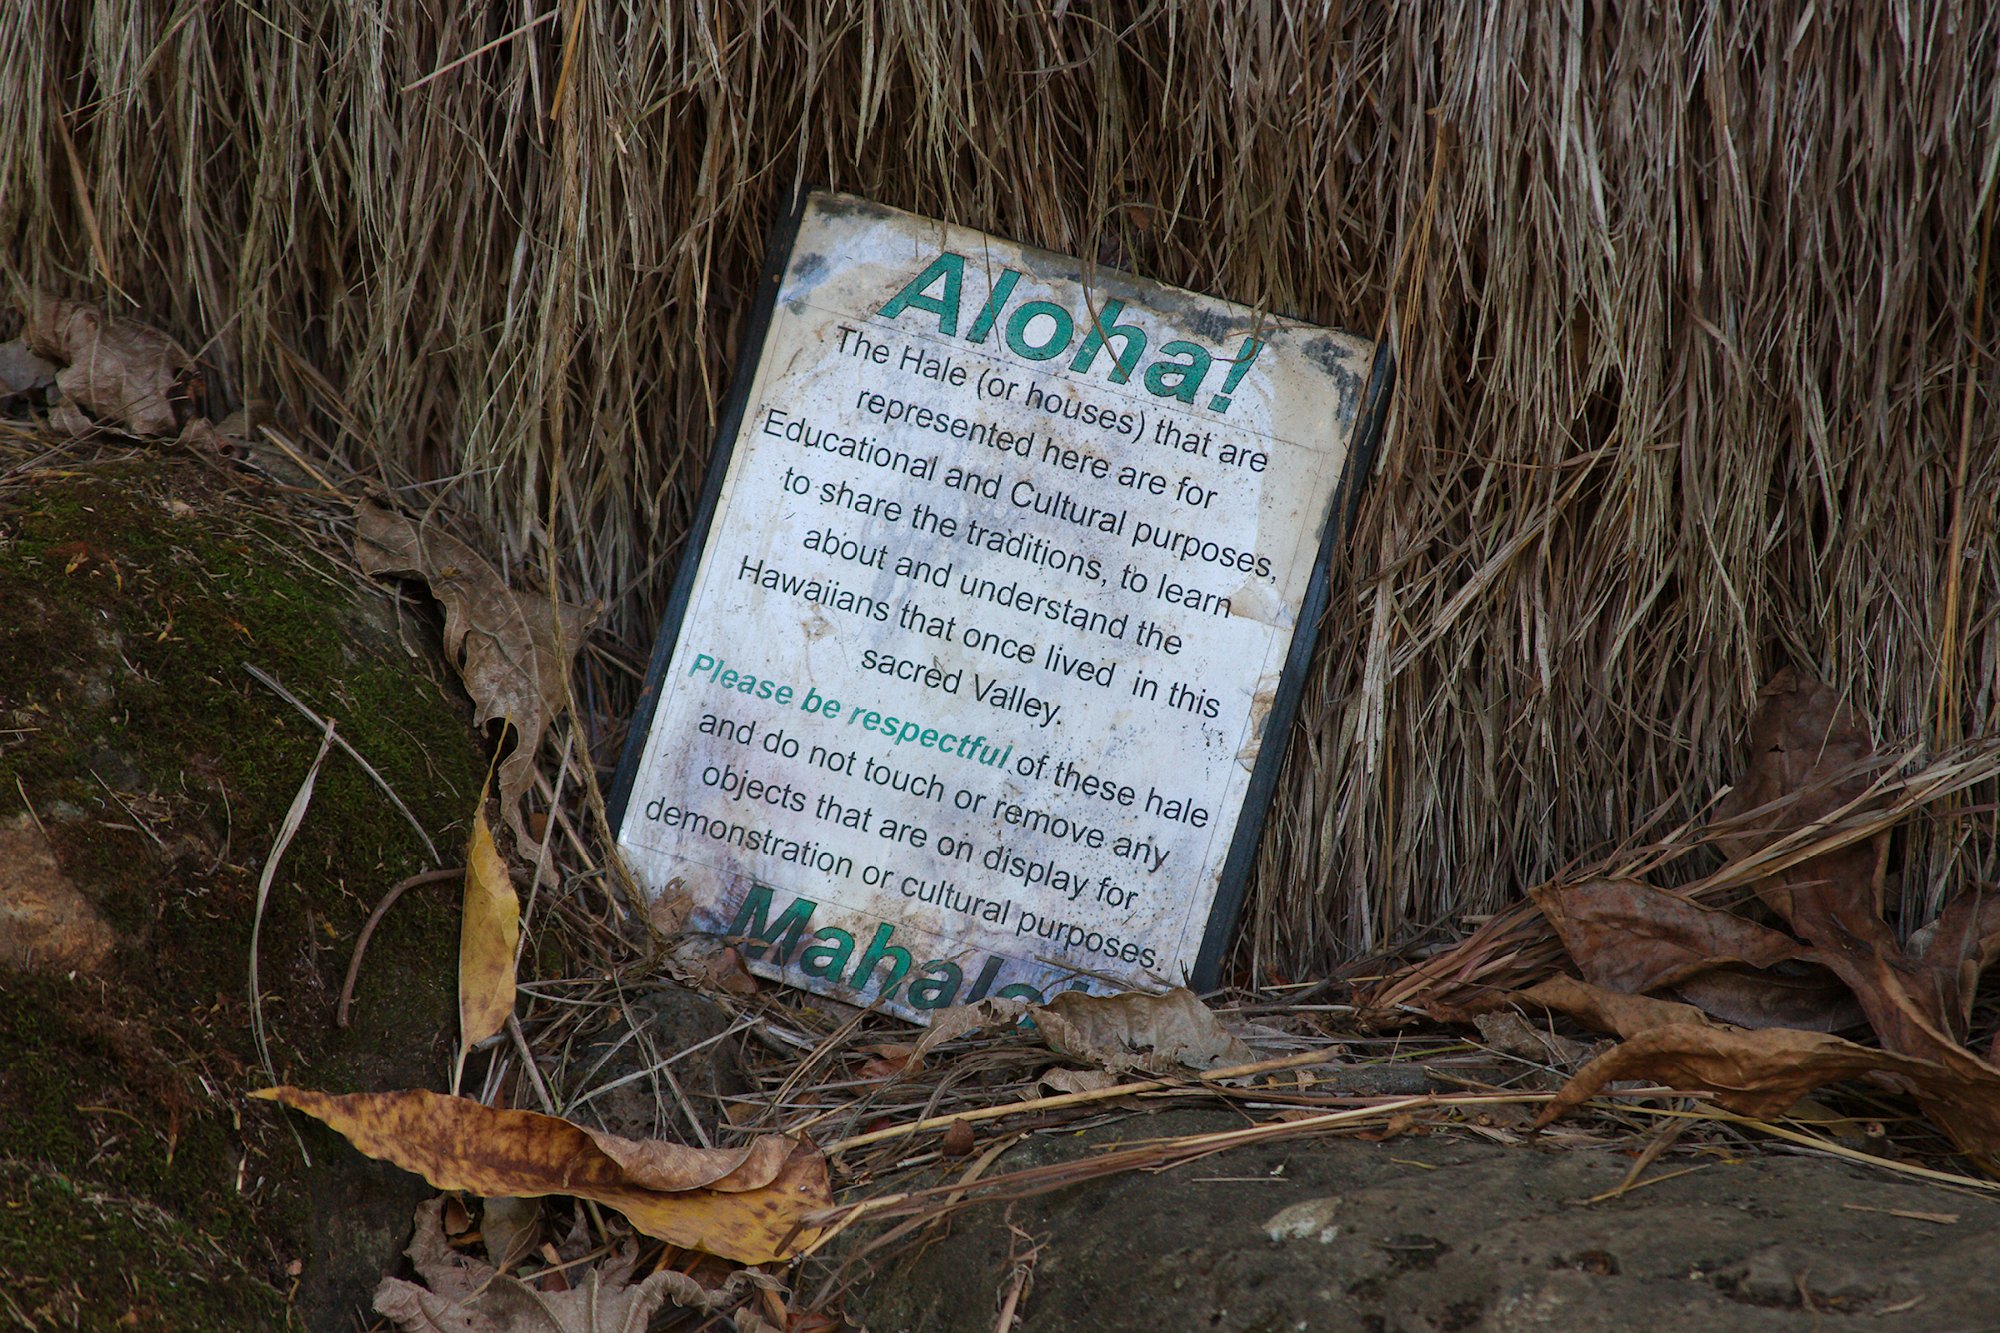 Aloha!
The Hale (or houses) that are
represented here are for
Educational and Cultural purposes,
to share the traditions, to learn
about and understand the
Hawaiians that once lived in this
sacred Valley.
Please be respectful of these hale
and do not touch or remove any
objects that are on display for
demonstration or cultural purposes.
Mahalo!